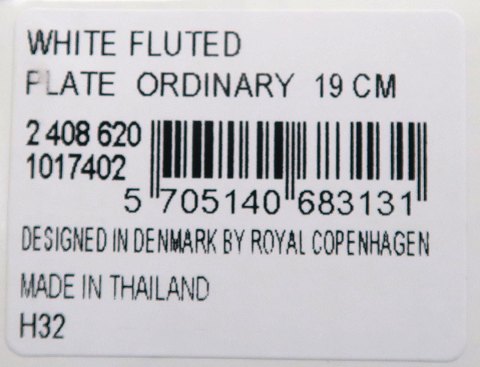 WHITE FLUTED
PLATE ORDINARY 19 CM
2 408 620
1017402
5 705140 683131
DESIGNED IN DENMARK BY ROYAL COPENHAGEN
MADE IN THAILAND
H32